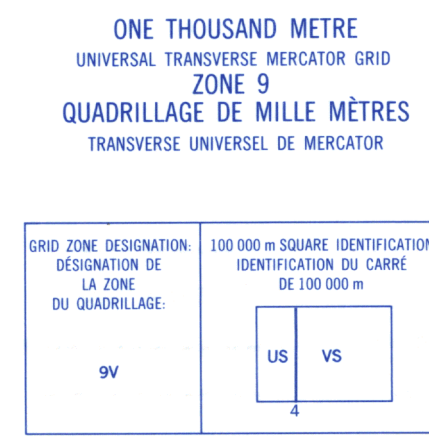 ONE THOUSAND METRE
UNIVERSAL TRANSVERSE MERCATOR GRID
ZONE 9
QUADRILLAGE DE MILLE MÈTRES
TRANSVERSE UNIVERSEL DE MERCATOR
GRID ZONE DESIGNATION:
DÉSIGNATION DE
LA ZONE
DU QUADRILLAGE:
9V
100 000 m SQUARE IDENTIFICATION
IDENTIFICATION DU CARRÉ
DE 100 000 m
US VS
4